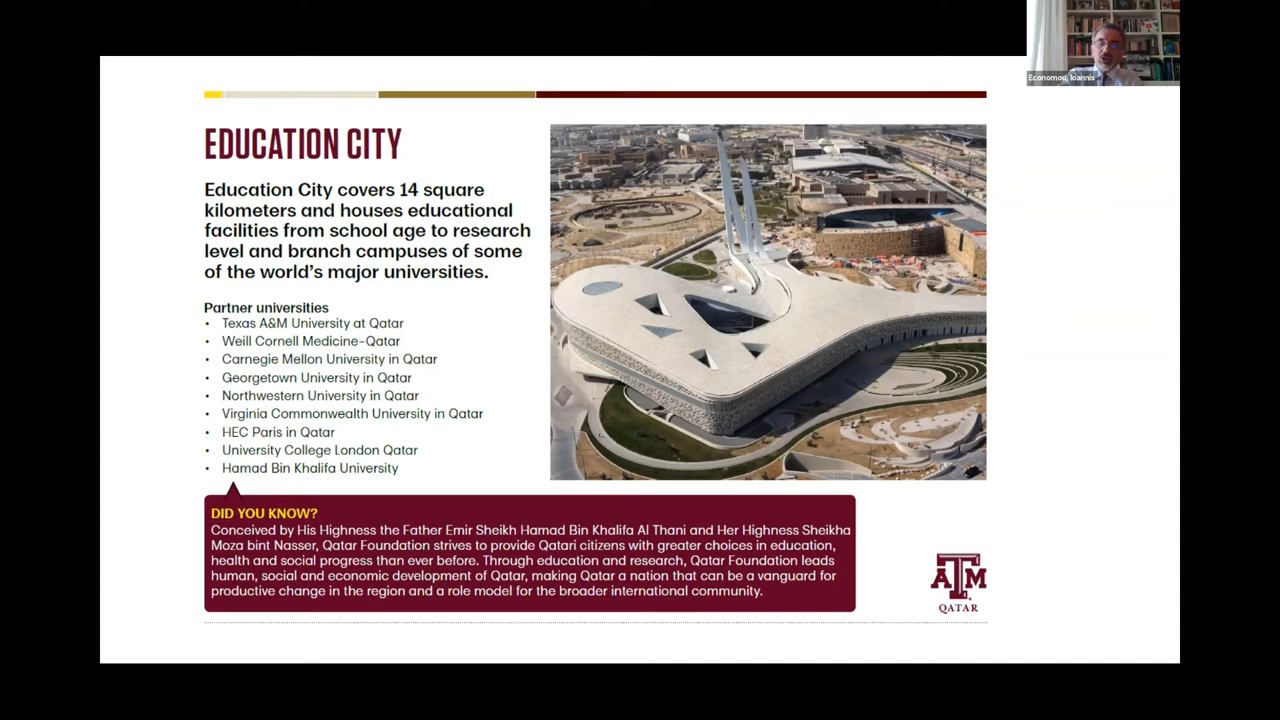 Economou, Ioannis
EDUCATION CITY
Education City covers 14 square
kilometers and houses educational
facilities from school age to research
level and branch campuses of some
of the world's major universities.
Partner universities
• Texas A&M University at Qatar
• Weill Cornell Medicine–Qatar
• Carnegie Mellon University in Qatar
• Georgetown University in Qatar
• Northwestern University in Qatar
• Virginia Commonwealth University in Qatar
• HEC Paris in Qatar
• University College London Qatar
• Hamad Bin Khalifa University
DID YOU KNOW?
Conceived by His Highness the Father Emir Sheikh Hamad Bin Khalifa Al Thani and Her Highness Sheikha
Moza bint Nasser, Qatar Foundation strives to provide Qatari citizens with greater choices in education,
health and social progress than ever before. Through education and research, Qatar Foundation leads
human, social and economic development of Qatar, making Qatar a nation that can be a vanguard for
productive change in the region and a role model for the broader international community.
ATM
QATAR